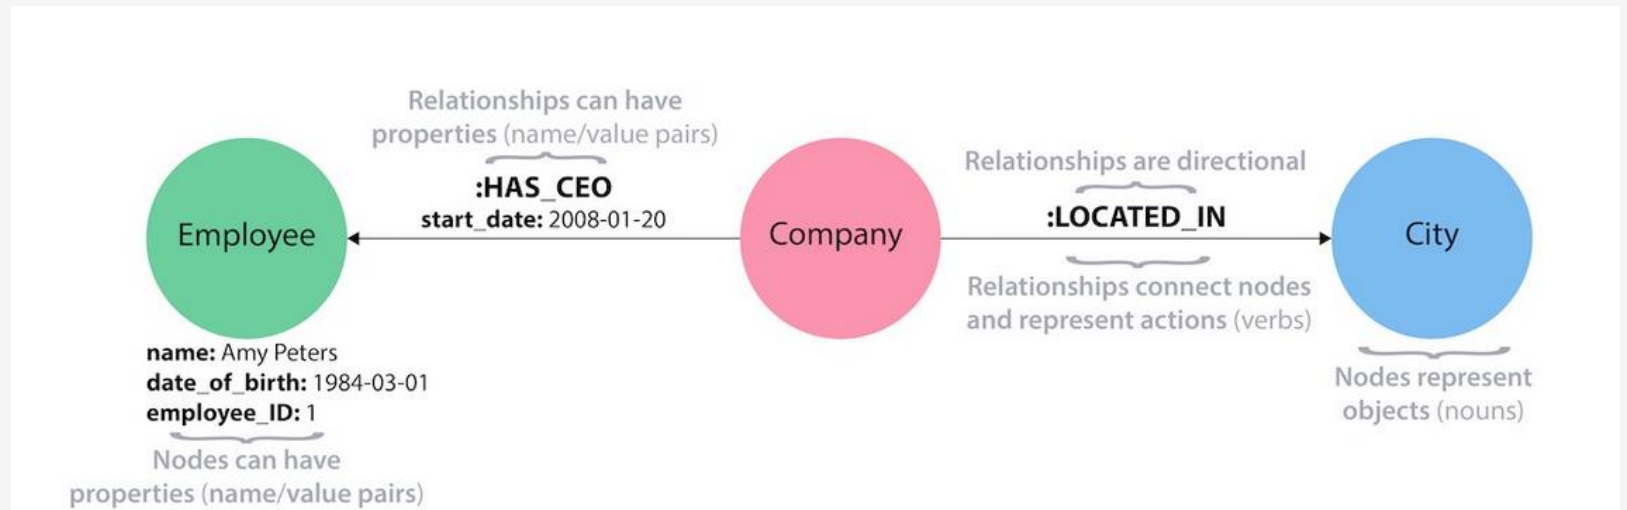 Relationships can have
properties (name/value pairs)
:HAS_CEO
start_date: 2008-01-20
Relationships are directional
:LOCATED_IN
Employee
Company
City
Relationships connect nodes
and represent actions (verbs)
name: Amy Peters
date_of_birth: 1984-03-01
employee_ID: 1
Nodes can have
properties (name/value pairs)
Nodes represent
objects (nouns)